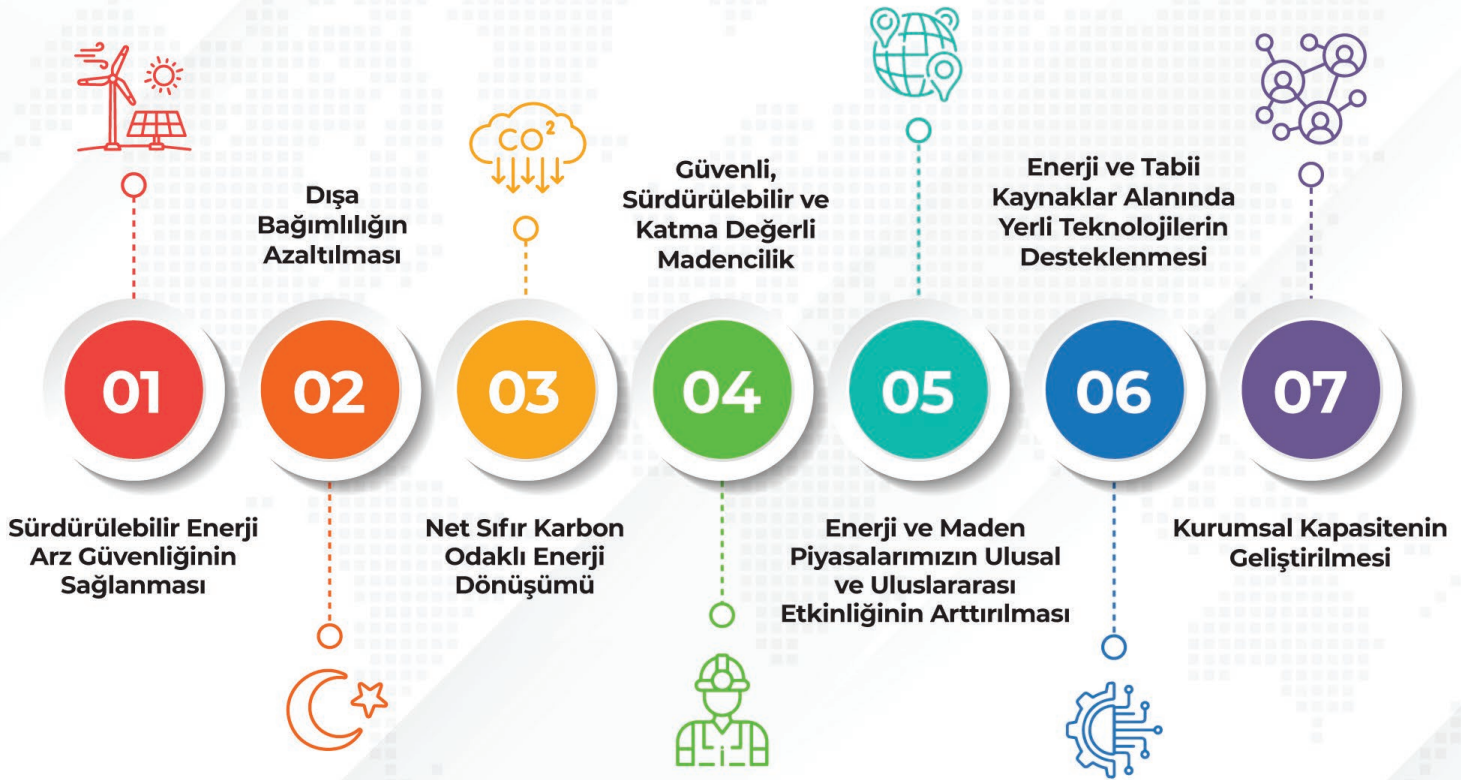 01
Sürdürülebilir Enerji
Arz Güvenliğinin
Sağlanması
Dışa
Bağımlılığın
Azaltılması
02
CO²
03
Net Sıfır Karbon
Odaklı Enerji
Dönüşümü
Güvenli,
Sürdürülebilir ve
Katma Değerli
Madencilik
04
05
Enerji ve Maden
Piyasalarımızın Ulusal
ve Uluslararası
Etkinliğinin Arttırılması
Enerji ve Tabii
Kaynaklar Alanında
Yerli Teknolojilerin
Desteklenmesi
06
07
Kurumsal Kapasitenin
Geliştirilmesi